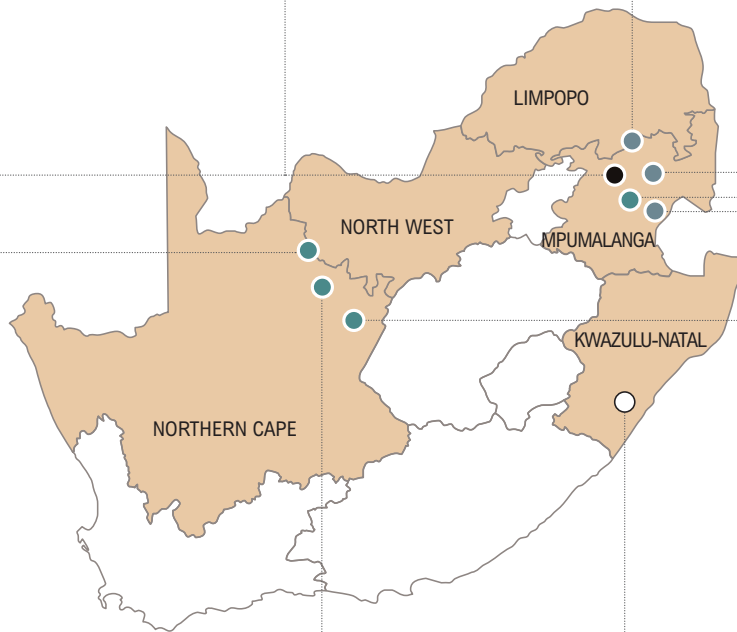 LIMPOPO
NORTH WEST
MPUMALANGA
KWAZULU-NATAL
NORTHERN CAPE